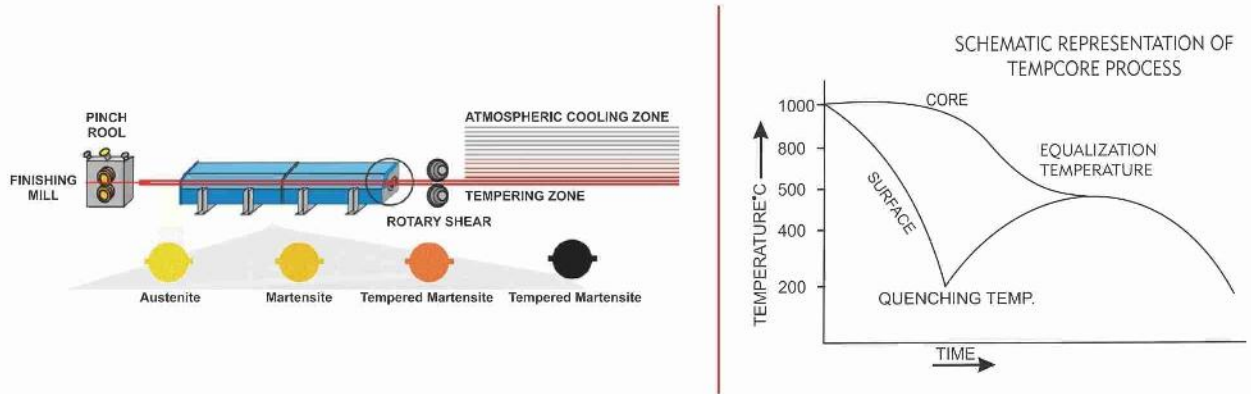 PINCH
ROOL
FINISHING
MILL
ATMOSPHERIC COOLING ZONE
TEMPERING ZONE
ROTARY SHEAR
Austenite
Martensite
Tempered Martensite
Tempered Martensite
SCHEMATIC REPRESENTATION OF
TEMPCORE PROCESS
1000
800
500
400
200
TEMPERATURE°C
CORE
SURFACE
EQUALIZATION
TEMPERATURE
QUENCHING TEMP.
TIME